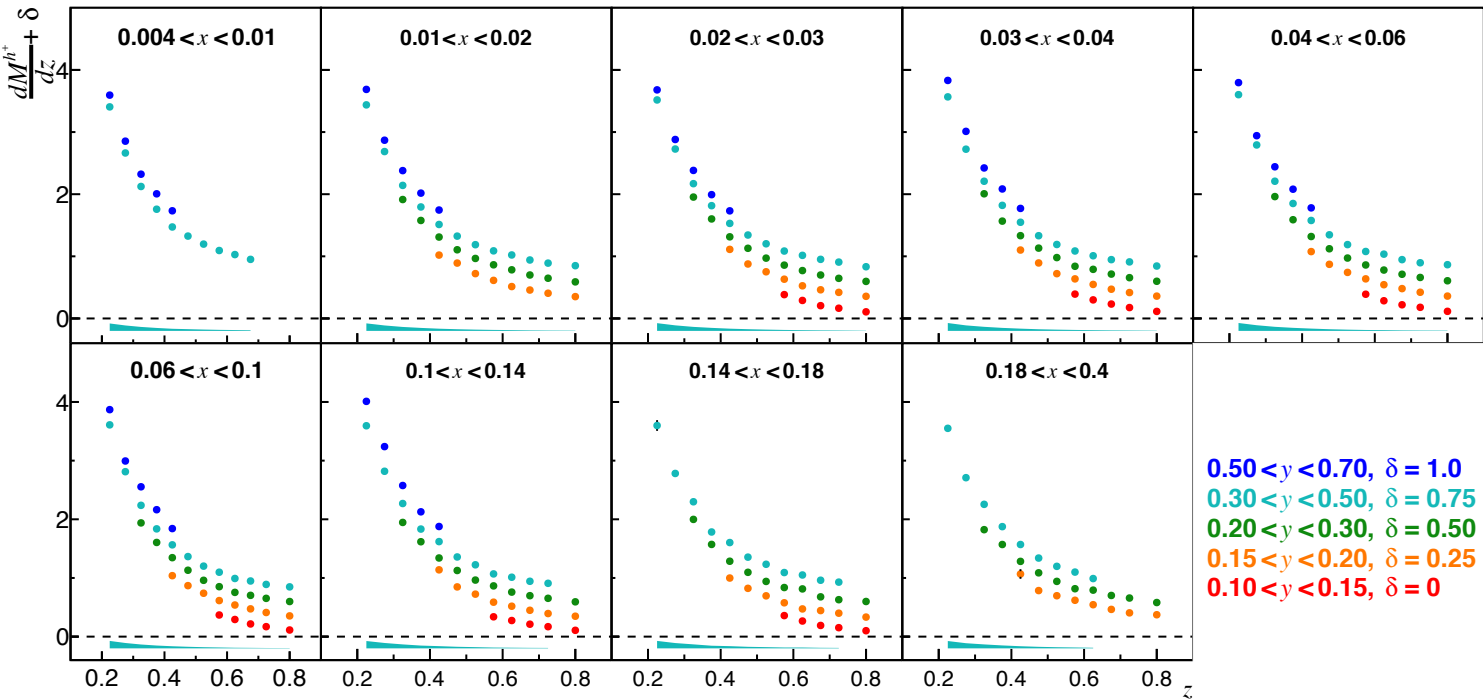 dM^{h^+}/dz + δ
0.004 < x < 0.01
0.01 < x < 0.02
0.02 < x < 0.03
0.03 < x < 0.04
0.04 < x < 0.06
4
2
0
0.06 < x < 0.1
0.1 < x < 0.14
0.14 < x < 0.18
0.18 < x < 0.4
4
2
0
0.50 < y < 0.70, δ = 1.0
0.30 < y < 0.50, δ = 0.75
0.20 < y < 0.30, δ = 0.50
0.15 < y < 0.20, δ = 0.25
0.10 < y < 0.15, δ = 0
0.2 0.4 0.6 0.8 0.2 0.4 0.6 0.8 0.2 0.4 0.6 0.8 0.2 0.4 0.6 0.8 z